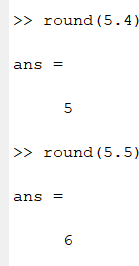 >> round(5.4)
ans =
5
>> round(5.5)
ans =
6